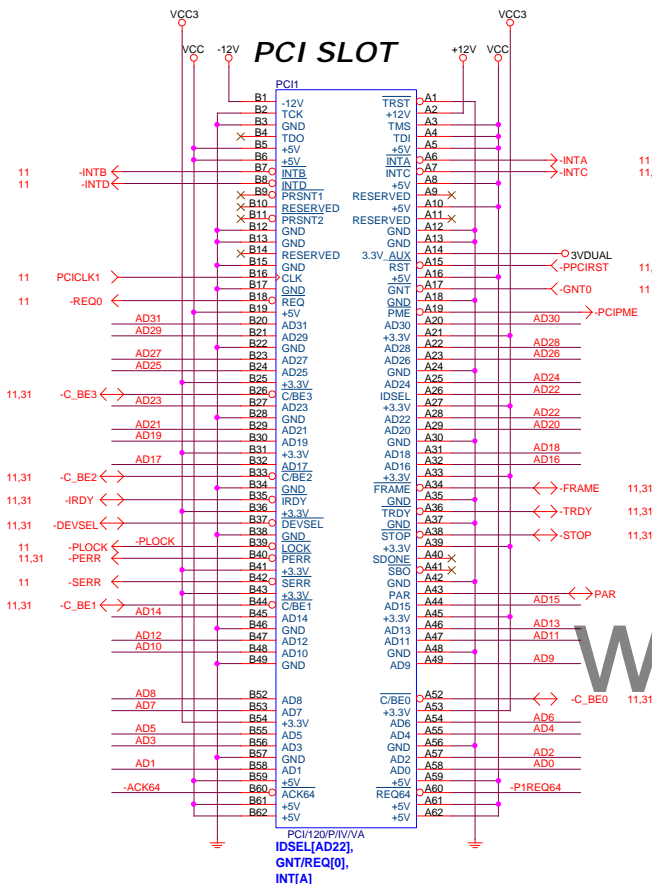 VCC3 VCC3
VCC -12V PCI SLOT +12V VCC
PCI1
B1 -12V TRST A1
B2 TCK +12V A2
B3 GND TMS A3
B4 TDO TDI A4
B5 +5V +5V A5
B6 +5V INTA A6 -INTA 11
11 -INTB B7 INTB INTC A7 -INTC 11,
11 -INTD B8 INTD +5V A8
B9 PRSNT1 RESERVED A9
B10 RESERVED +5V A10
B11 PRSNT2 RESERVED A11
B12 GND GND A12
B13 GND GND A13
B14 RESERVED 3.3V_AUX A14 3VDUAL
B15 GND RST A15 -PPCIRST 11,
11 PCICLK1 B16 CLK +5V A16
B17 GND GNT A17 -GNT0 11
11 -REQ0 B18 REQ GND A18
B19 +5V PME A19 -PCIPME
AD31 B20 AD31 AD30 A20 AD30
AD29 B21 AD29 +3.3V A21
B22 GND AD28 A22 AD28
AD27 B23 AD27 AD26 A23 AD26
AD25 B24 AD25 GND A24
B25 +3.3V AD24 A25 AD24
11,31 -C_BE3 B26 C/BE3 IDSEL A26 AD22
AD23 B27 AD23 +3.3V A27
B28 GND AD22 A28 AD22
AD21 B29 AD21 AD20 A29 AD20
AD19 B30 AD19 GND A30
B31 +3.3V AD18 A31 AD18
AD17 B32 AD17 AD16 A32 AD16
11,31 -C_BE2 B33 C/BE2 +3.3V A33
B34 GND FRAME A34 -FRAME 11,31
11,31 -IRDY B35 IRDY GND A35
B36 +3.3V TRDY A36 -TRDY 11,31
11,31 -DEVSEL B37 DEVSEL GND A37
B38 GND STOP A38 -STOP 11,31
11 -PLOCK -PLOCK B39 LOCK +3.3V A39
11,31 -PERR B40 PERR SDONE A40
B41 +3.3V SBO A41
11 -SERR B42 SERR GND A42
B43 +3.3V PAR A43 PAR
11,31 -C_BE1 B44 C/BE1 AD15 A44 AD15
AD14 B45 AD14 +3.3V A45
B46 GND AD13 A46 AD13
AD12 B47 AD12 AD11 A47 AD11
AD10 B48 AD10 GND A48
B49 GND AD9 A49 AD9
W
AD8 B52 AD8 C/BE0 A52 -C_BE0 11,31
AD7 B53 AD7 +3.3V A53
B54 +3.3V AD6 A54 AD6
AD5 B55 AD5 AD4 A55 AD4
AD3 B56 AD3 GND A56
B57 GND AD2 A57 AD2
AD1 B58 AD1 AD0 A58 AD0
B59 +5V +5V A59
-ACK64 B60 ACK64 REQ64 A60 -P1REQ64
B61 +5V +5V A61
B62 +5V +5V A62
PCI/120/P/IV/VA
IDSEL[AD22],
GNT/REQ[0],
INT[A]